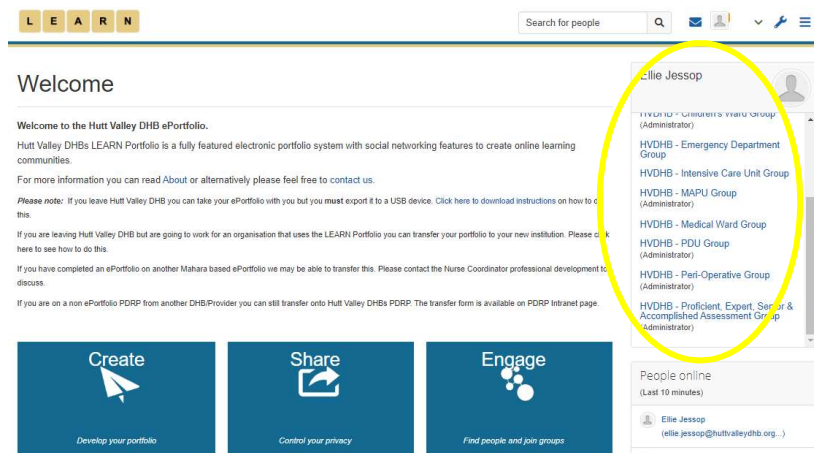 L E A R N
Search for people
Welcome
Welcome to the Hutt Valley DHB ePortfolio.
Hutt Valley DHBs LEARN Portfolio is a fully featured electronic portfolio system with social networking features to create online learning
communities.
For more information you can read About or alternatively please feel free to contact us.
Please note: If you leave Hutt Valley DHB you can take your ePortfolio with you but you must export it to a USB device. Click here to download instructions on how to
this.
If you are leaving Hutt Valley DHB but are going to work for an organisation that uses the LEARN Portfolio you can transfer your portfolio to your new institution. Please click
here to see how to do this.
If you have completed an ePortfolio on another Mahara based ePortfolio we may be able to transfer this. Please contact the Nurse Coordinator professional development to
discuss.
If you are on a non ePortfolio PDRP from another DHB/Provider you can still transfer onto Hutt Valley DHBs PDRP. The transfer form is available on PDRP Intranet page.
Create
Develop your portfolio
Share
Control your privacy
Engage
Find people and join groups
Ellie Jessop
HVDHB - Children's Ward Group
(Administrator)
HVDHB - Emergency Department
Group
HVDHB - Intensive Care Unit Group
HVDHB - MAPU Group
(Administrator)
HVDHB - Medical Ward Group
HVDHB - PDU Group
(Administrator)
HVDHB - Peri-Operative Group
(Administrator)
HVDHB - Proficient, Expert, Senior &
Accomplished Assessment Group
(Administrator)
People online
(Last 10 minutes)
Ellie Jessop
(ellie.jessop@huttvalleydhb.org...)